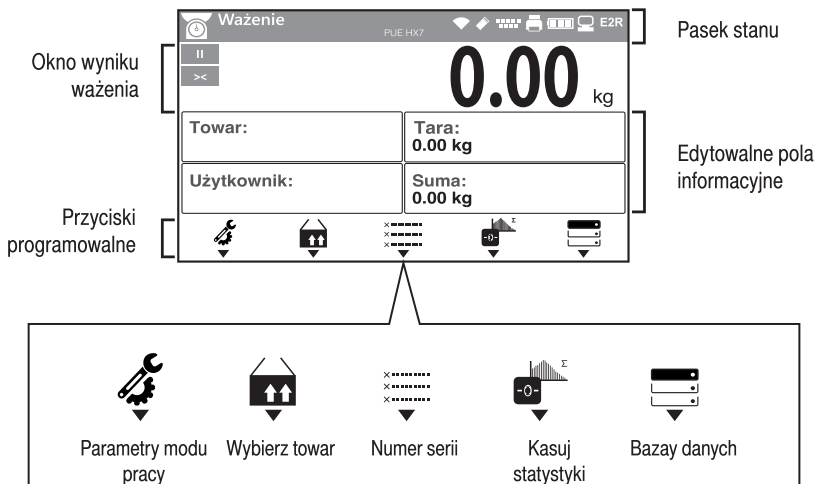 Ważenie
PUE HX7
E2R
Pasek stanu
Okno wyniku
ważenia
0.00 kg
Towar:
Tara:
0.00 kg
Edytowalne pola
informacyjne
Użytkownik:
Suma:
0.00 kg
Przyciski
programowalne
Σ
-0-
Σ
-0-
Parametry modu
pracy
Wybierz towar
Numer serii
Kasuj
statystyki
Bazay danych